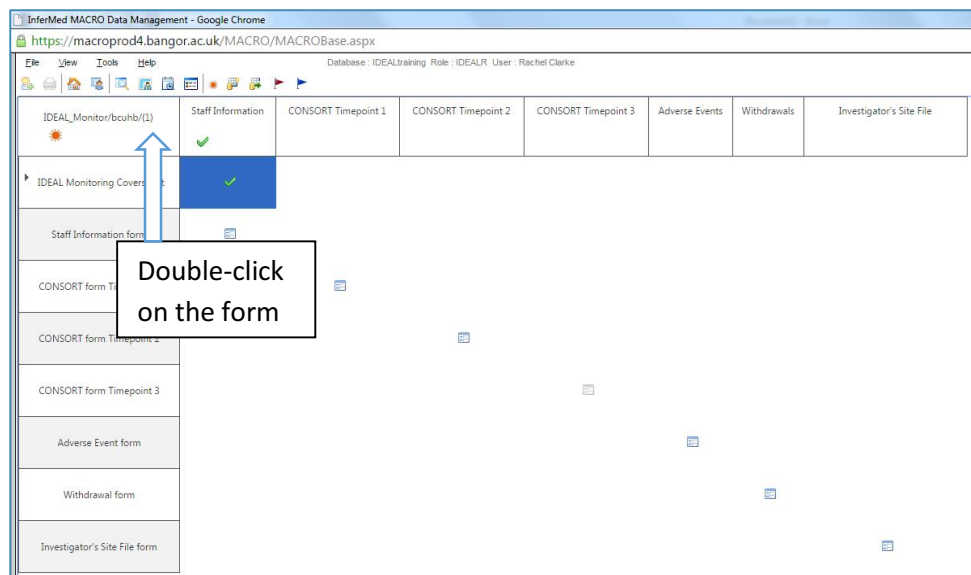 InferMed MACRO Data Management - Google Chrome
https://macroprod4.bangor.ac.uk/MACRO/MACROBase.aspx
File View Tools Help Database : IDEALtraining Role : IDEALR User : Rachel Clarke
IDEAL_Monitor/bcuhb/(1) Staff Information CONSORT Timepoint 1 CONSORT Timepoint 2 CONSORT Timepoint 3 Adverse Events Withdrawals Investigator's Site File
IDEAL Monitoring
Staff Information form
CONSORT form
CONSORT form Timepoint 2
CONSORT form Timepoint 3
Adverse Event form
Withdrawal form
Investigator's Site File form
Double-click
on the form